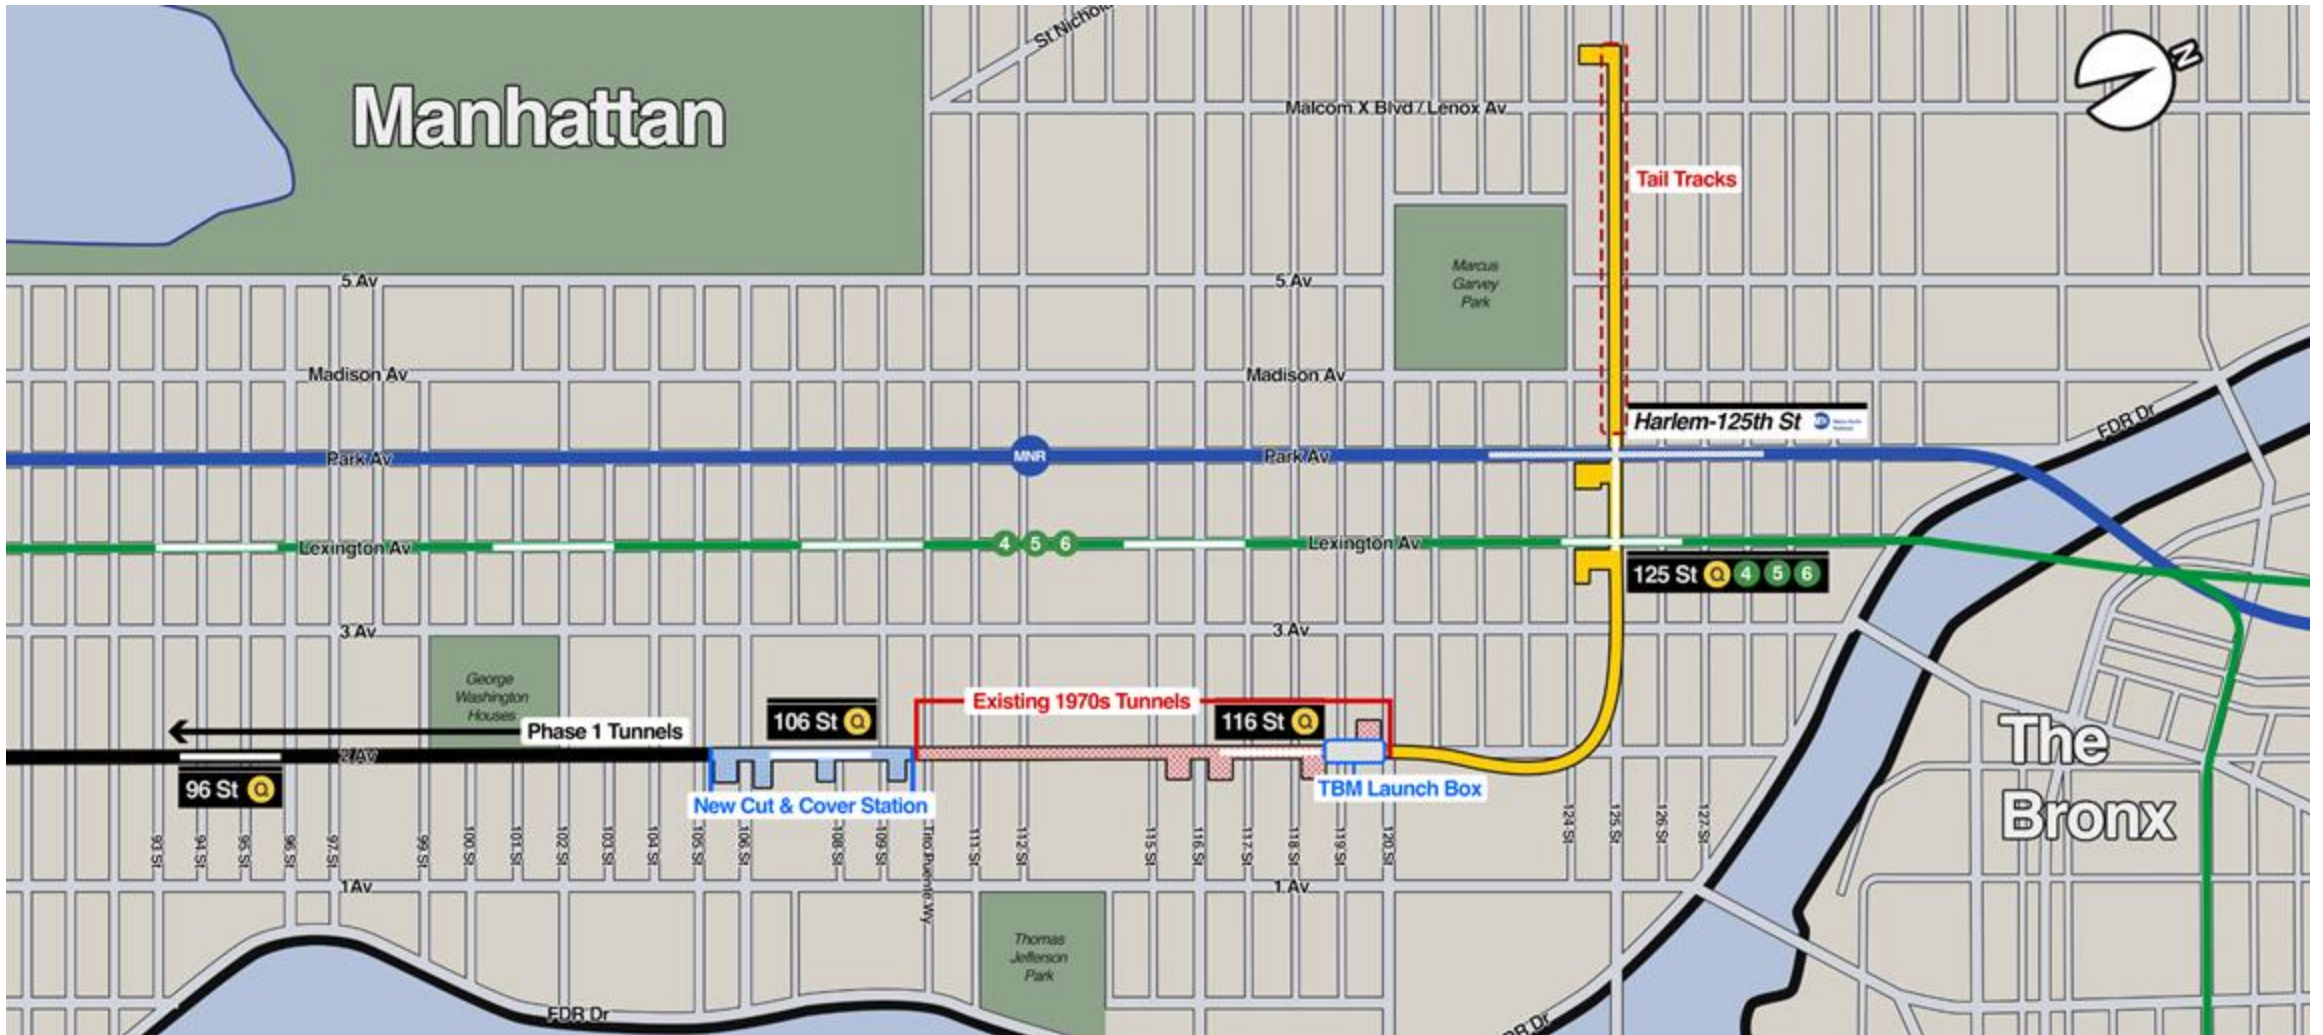 St Nichol
Manhattan
N
Malcom X Blvd / Lenox Av
Tail Tracks
Marcus
Garvey
Park
5 Av
5 Av
Madison Av
Madison Av
Harlem-125th St
FDR Dr
Park Av
MNR
Park Av
Lexington Av
4 5 6
Lexington Av
125 St Q 4 5 6
3 Av
3 Av
George
Washington
Houses
Existing 1970s Tunnels
106 St Q
116 St Q
Phase 1 Tunnels
2 Av
96 St Q
New Cut & Cover Station
TBM Launch Box
The
Bronx
93 St
94 St
95 St
96 St
97 St
99 St
100 St
101 St
102 St
103 St
104 St
105 St
106 St
108 St
109 St
Tito Puente Wy
111 St
112 St
115 St
116 St
117 St
118 St
119 St
120 St
124 St
125 St
126 St
127 St
1 Av
1 Av
Thomas
Jefferson
Park
FDR Dr
DR Dr